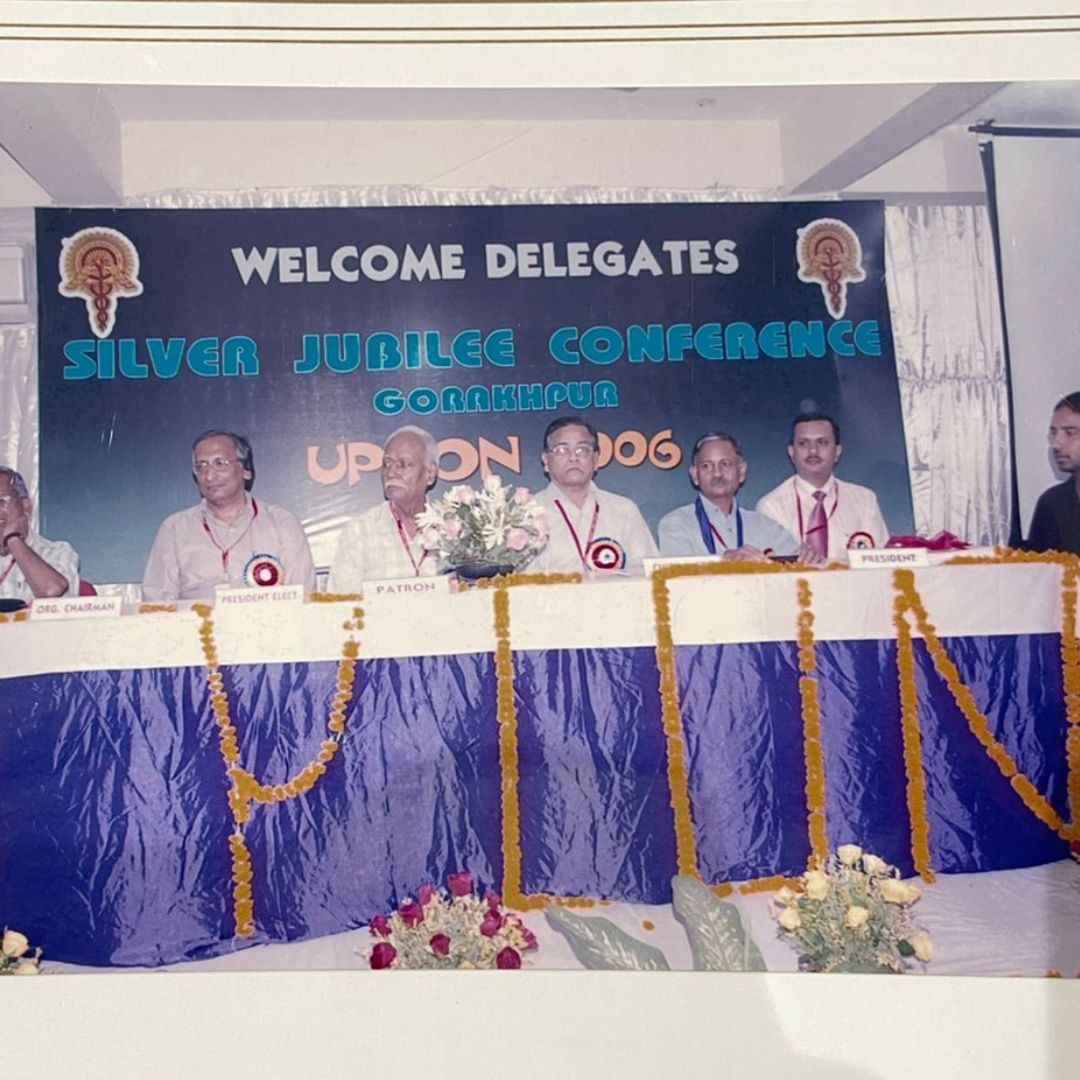 WELCOME DELEGATES
SILVER JUBILEE CONFERENCE
GORAKHPUR
UP ON 006
ORG. CHAIRMAN
PRESIDENT ELECT
PATRON
PRESIDENT